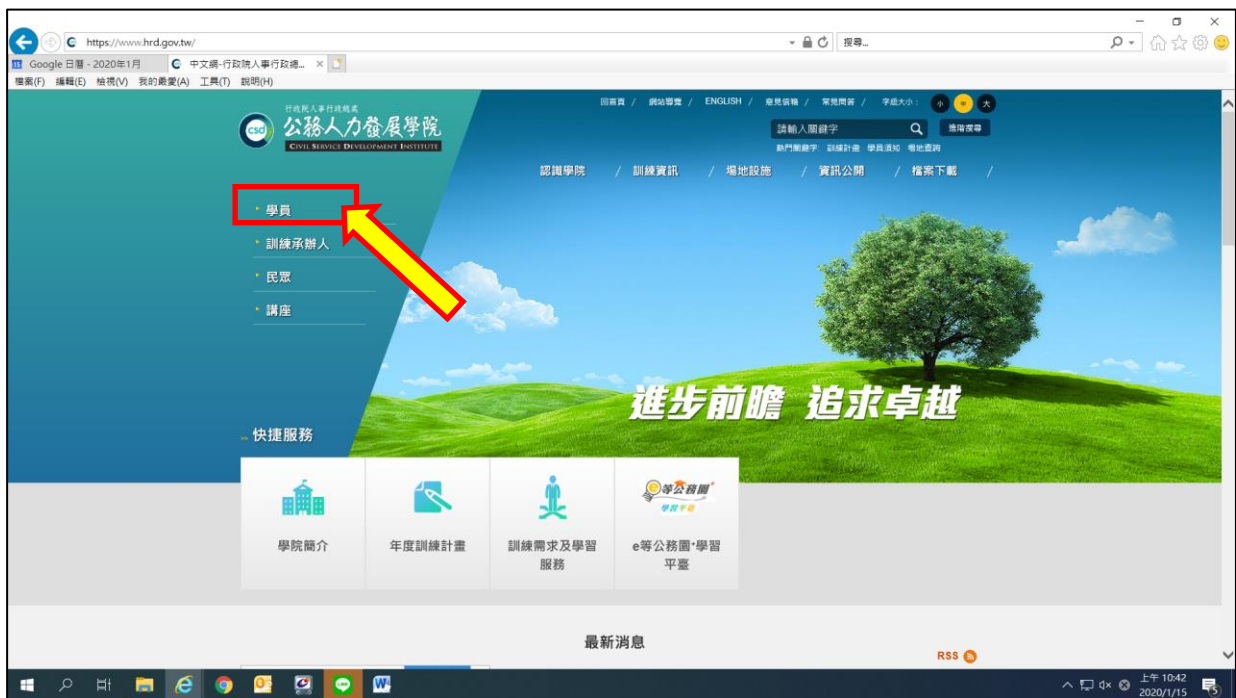 https://www.hrd.gov.tw/
搜尋...
Google 日曆 - 2020年1月
中文網-行政院人事行政總...
檔案(F) 編輯(E) 檢視(V) 我的最愛(A) 工具(T) 說明(H)
行政院人事行政總處
公務人力發展學院
CIVIL SERVICE DEVELOPMENT INSTITUTE
csdi
回首頁 / 網站導覽 / ENGLISH / 意見信箱 / 常見問答 / 字級大小： 小 中 大
請輸入關鍵字 進階搜尋
熱門關鍵字: 訓練計畫 學員須知 場地查詢
認識學院 / 訓練資訊 / 場地設施 / 資訊公開 / 檔案下載 /
學員
訓練承辦人
民眾
講座
進步前瞻 追求卓越
快捷服務
e等公務園+
學習平臺
學院簡介
年度訓練計畫
訓練需求及學習
服務
e等公務園+學習
平臺
最新消息
RSS
上午 10:42
2020/1/15